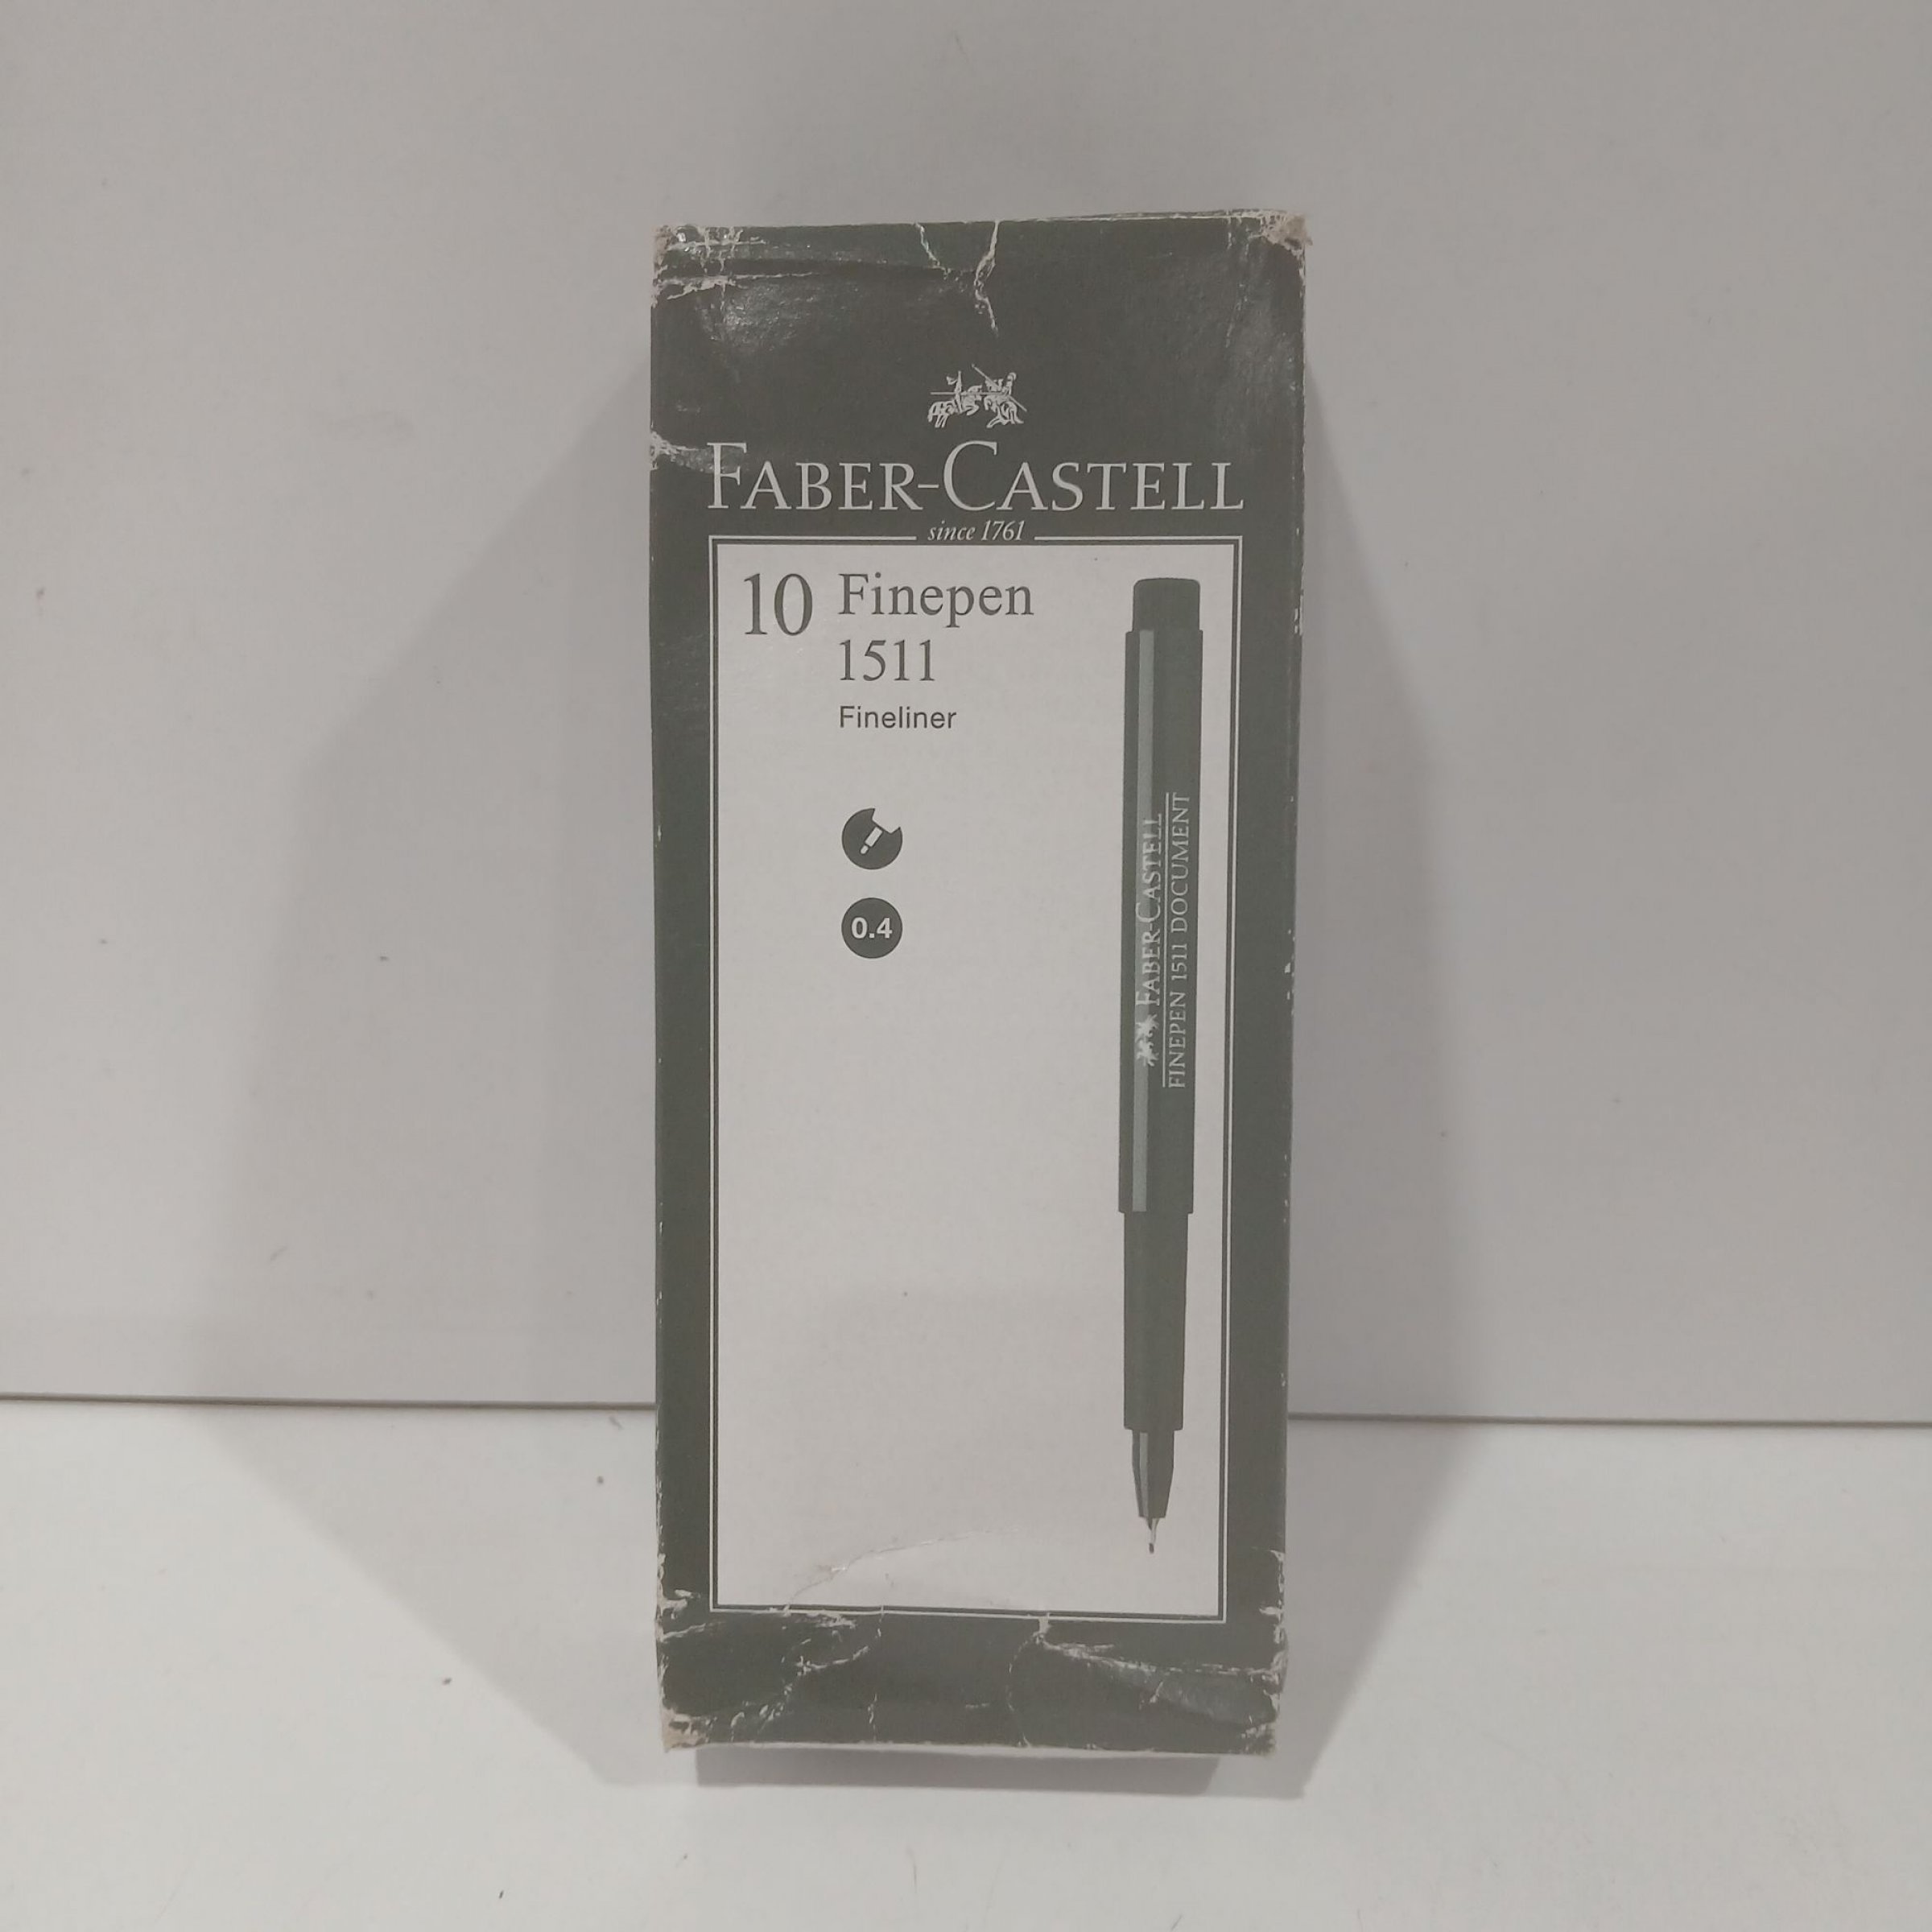 FABER-CASTELL
since 1761
10 Finepen
1511
Fineliner
0.4
FABER-CASTELL
FINEPEN 1511 DOCUMENT